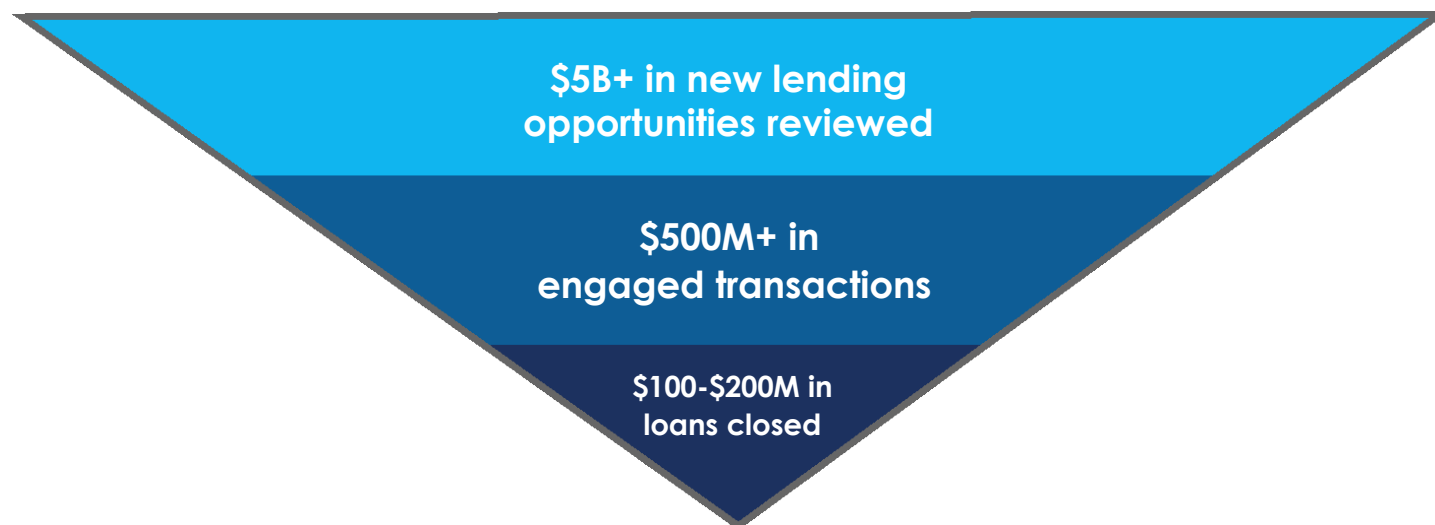 $5B+ in new lending
opportunities reviewed
$500M+ in
engaged transactions
$100-$200M in
loans closed